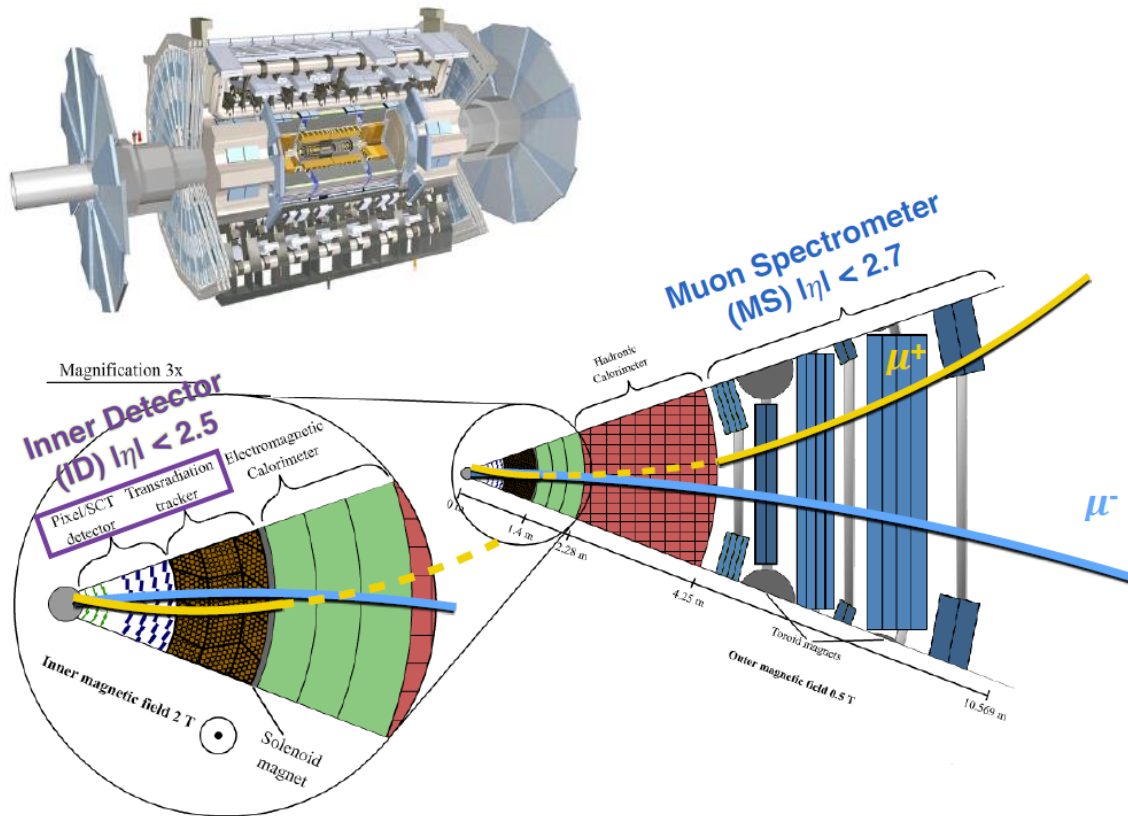 Muon Spectrometer
(MS) |η| < 2.7
Magnification 3x
Inner Detector
(ID) |η| < 2.5
Pixel/SCT
detector
Transradiation
tracker
Electromagnetic
Calorimeter
Hadronic
Calorimeter
μ+
μ-
1.4 m
2.28 m
4.25 m
10.569 m
Toroid magnets
Outer magnetic field 0.5 T
Inner magnetic field 2 T
Solenoid
magnet